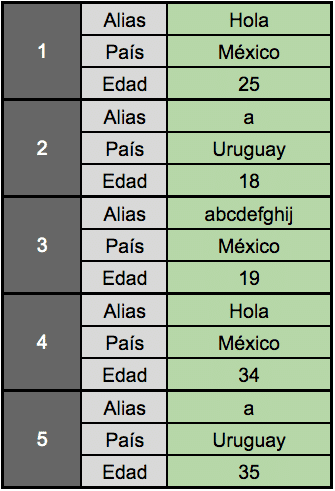 1
Alias Hola
País México
Edad 25
2
Alias a
País Uruguay
Edad 18
3
Alias abcdefghij
País México
Edad 19
4
Alias Hola
País México
Edad 34
5
Alias a
País Uruguay
Edad 35